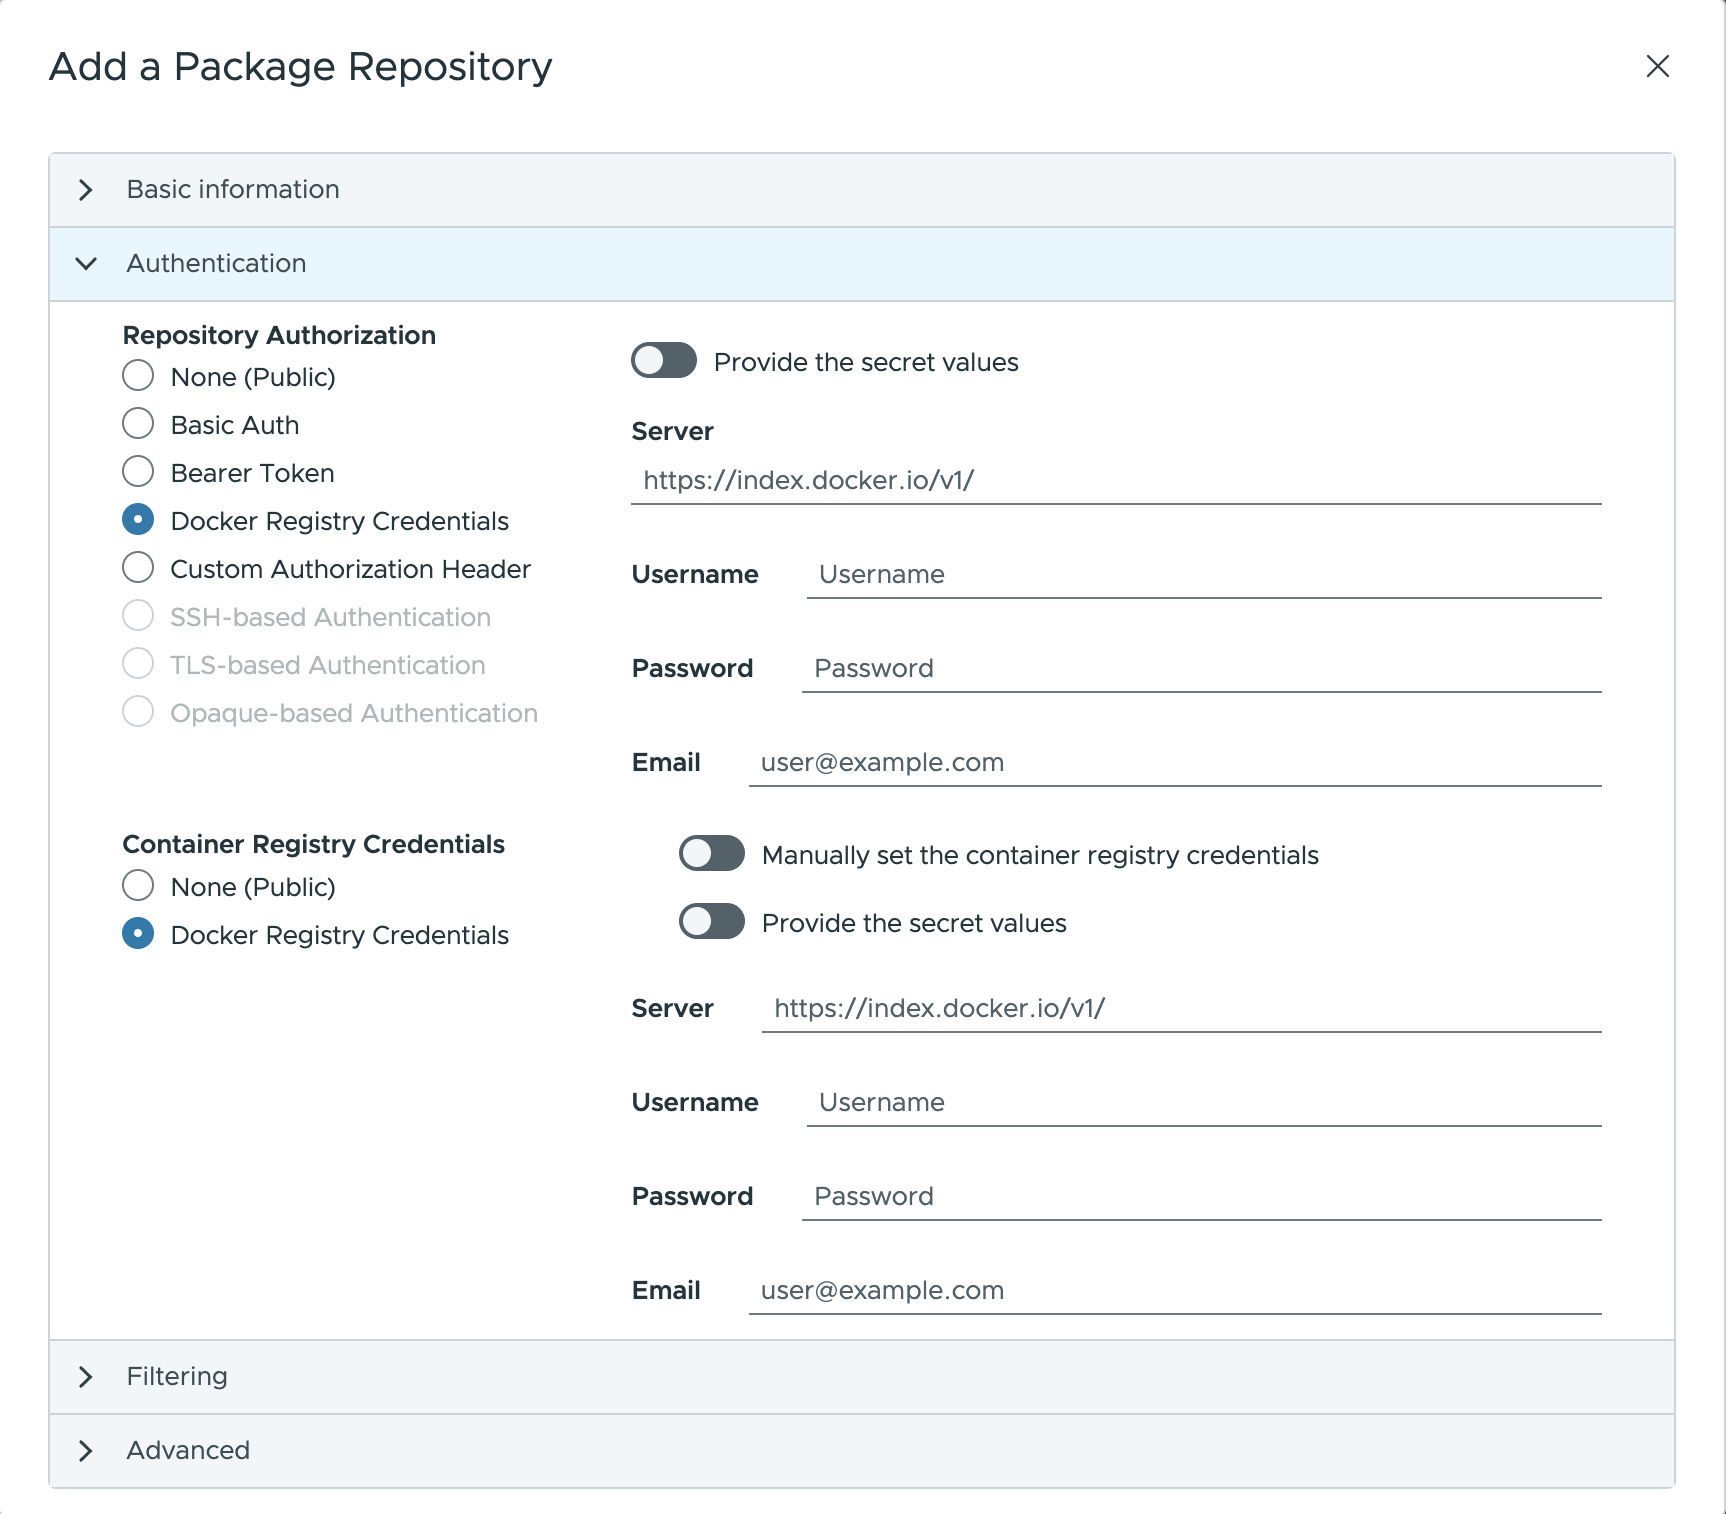 Add a Package Repository
Basic information
Authentication
Repository Authorization
None (Public)
Basic Auth
Bearer Token
Docker Registry Credentials
Custom Authorization Header
SSH-based Authentication
TLS-based Authentication
Opaque-based Authentication
Provide the secret values
Server
https://index.docker.io/v1/
Username Username
Password Password
Email user@example.com
Container Registry Credentials
None (Public)
Docker Registry Credentials
Manually set the container registry credentials
Provide the secret values
Server https://index.docker.io/v1/
Username Username
Password Password
Email user@example.com
Filtering
Advanced